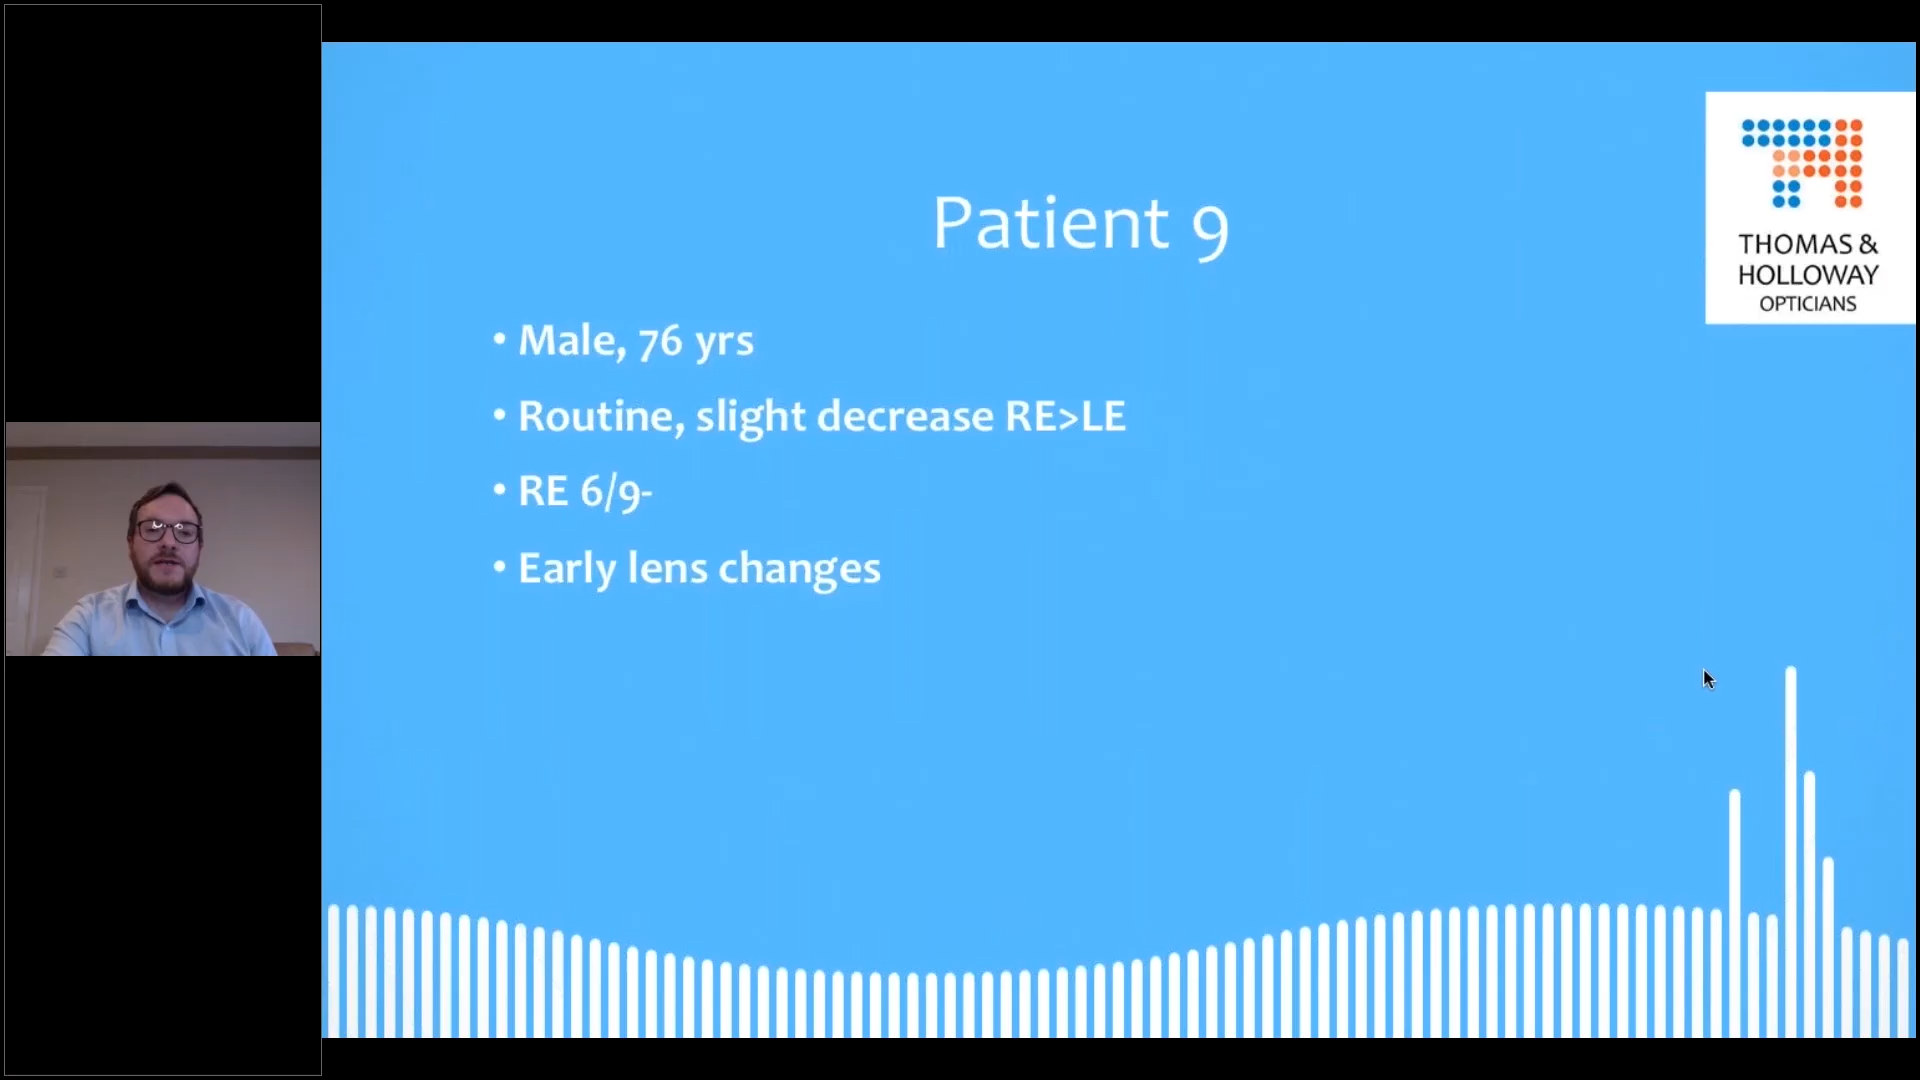 Patient 9
• Male, 76 yrs
• Routine, slight decrease RE>LE
• RE 6/9-
• Early lens changes
THOMAS &
HOLLOWAY
OPTICIANS